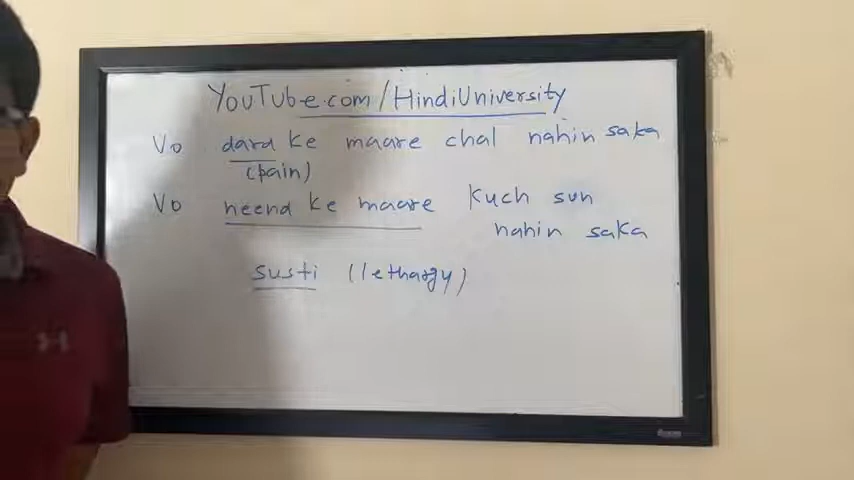 YouTube.com/HindiUniversity
Vo dard ke maare chal nahin saka
(pain)
Vo neend ke maare kuch sun
nahin saka
susti (lethargy)